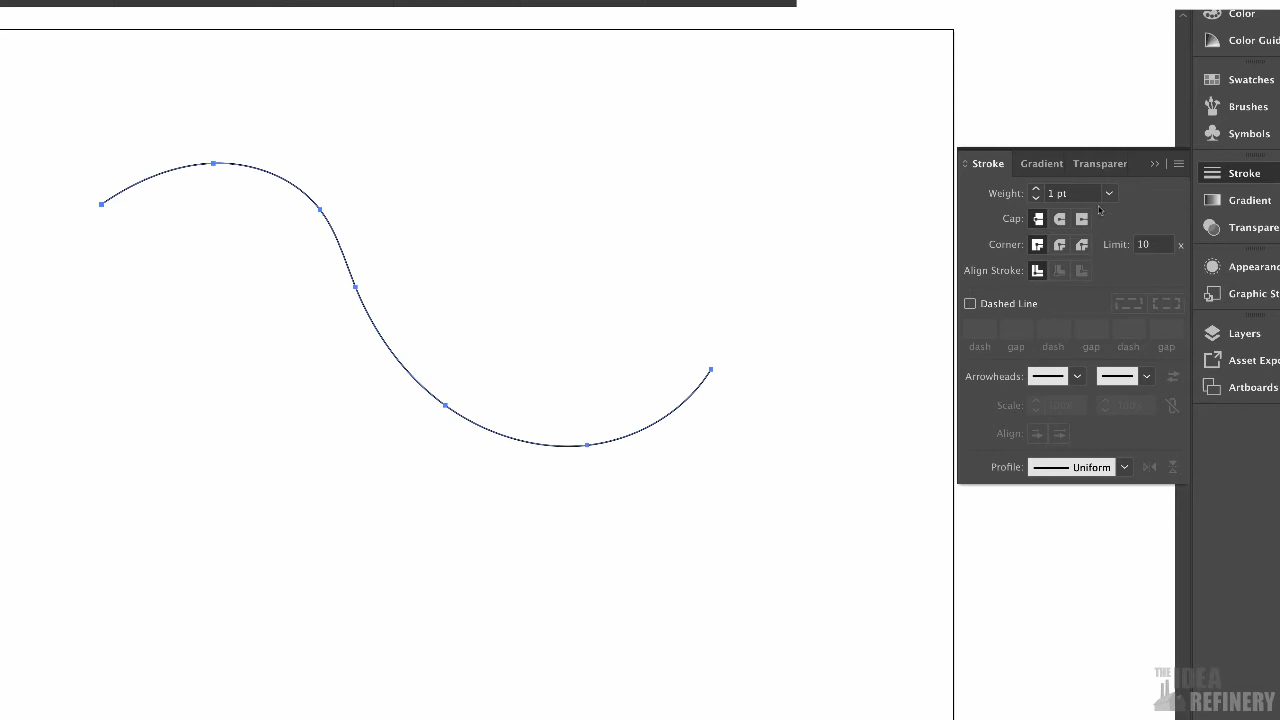 Color
Color Guid
Swatches
Brushes
Symbols
Stroke Gradient Transparer
Stroke
Weight: 1 pt
Gradient
Cap:
Transpare
Corner: Limit: 10 x
Align Stroke:
Appearanc
Graphic St
Dashed Line
Layers
dash gap dash gap dash gap
Asset Expo
Arrowheads:
Artboards
Scale: 100% 100%
Align:
Profile: Uniform
THE IDEA
REFINERY